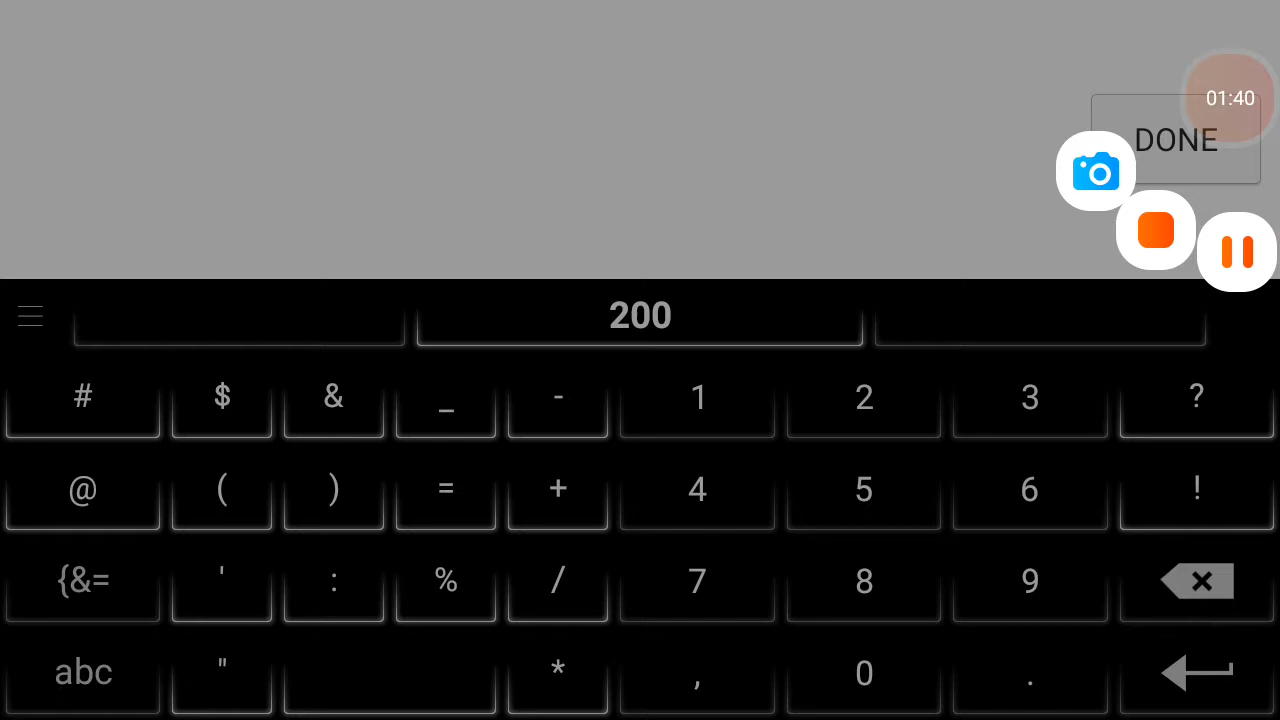 01:40
DONE
200
# $ & _ - 1 2 3 ?
@ ( ) = + 4 5 6 !
{&= ' : % / 7 8 9
abc " * , 0 .